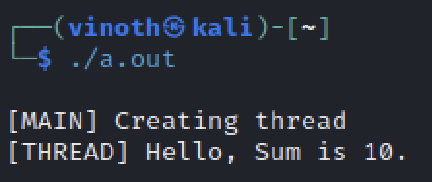 ┌──(vinoth㉿kali)-[~]
└─$ ./a.out
[MAIN] Creating thread
[THREAD] Hello, Sum is 10.